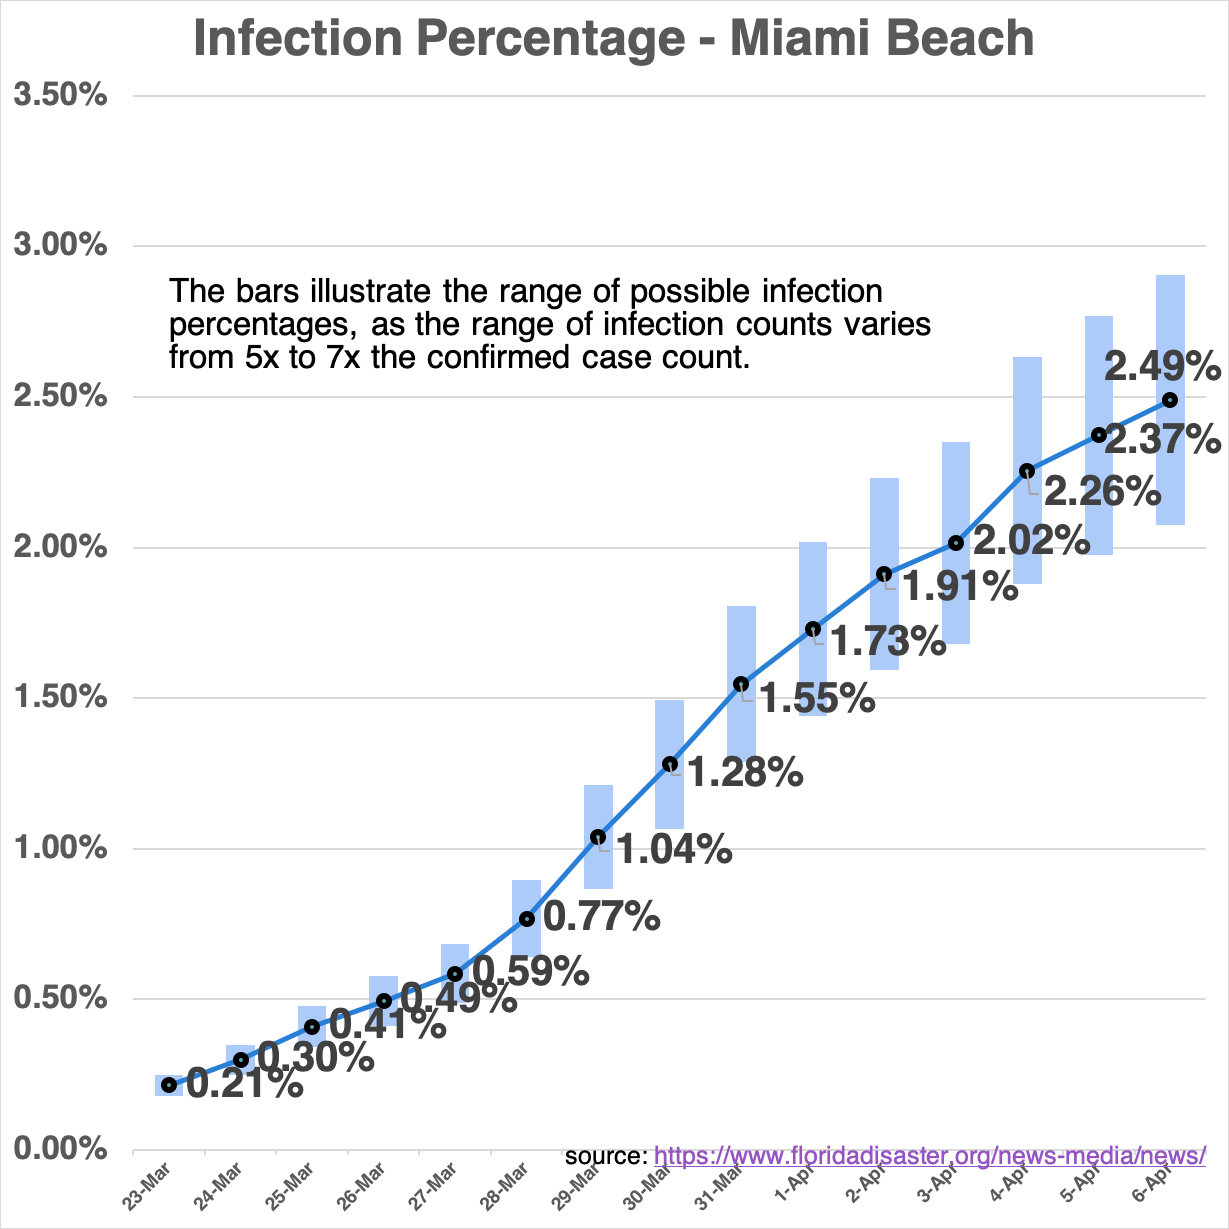 Infection Percentage - Miami Beach
3.50%
3.00%
The bars illustrate the range of possible infection
percentages, as the range of infection counts varies
from 5x to 7x the confirmed case count.
2.49%
2.50%
2.37%
2.26%
2.02%
2.00%
1.91%
1.73%
1.55%
1.50%
1.28%
1.04%
1.00%
0.77%
0.59%
0.50%
0.49%
0.41%
0.30%
0.21%
0.00%
source: https://www.floridadisaster.org/news-media/news/
23-Mar
24-Mar
25-Mar
26-Mar
27-Mar
28-Mar
29-Mar
30-Mar
31-Mar
1-Apr
2-Apr
3-Apr
4-Apr
5-Apr
6-Apr